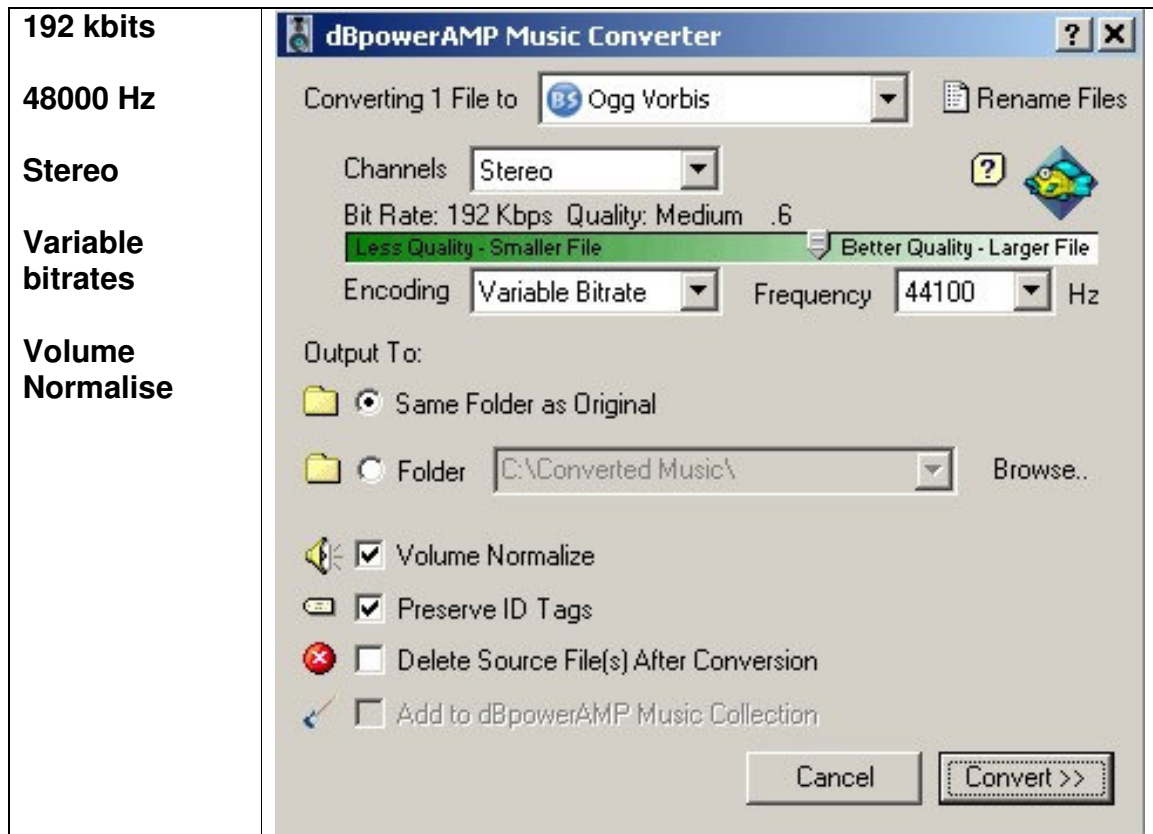 192 kbits
48000 Hz
Stereo
Variable
bitrates
Volume
Normalise
dBpowerAMP Music Converter
Converting 1 File to BS Ogg Vorbis Rename Files
Channels Stereo
Bit Rate: 192 Kbps Quality: Medium .6
Less Quality - Smaller File Better Quality - Larger File
Encoding Variable Bitrate Frequency 44100 Hz
Output To:
Same Folder as Original
Folder C:\Converted Music\ Browse..
Volume Normalize
Preserve ID Tags
Delete Source File(s) After Conversion
Add to dBpowerAMP Music Collection
Cancel Convert >>